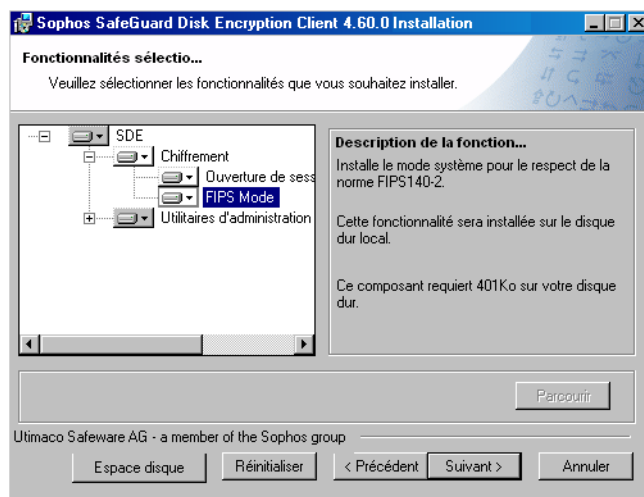 Sophos SafeGuard Disk Encryption Client 4.60.0 Installation
Fonctionnalités sélectio...
Veuillez sélectionner les fonctionnalités que vous souhaitez installer.
SDE
Chiffrement
Ouverture de sess
FIPS Mode
Utilitaires d'administration
Description de la fonction...
Installe le mode système pour le respect de la
norme FIPS140-2.
Cette fonctionnalité sera installée sur le disque
dur local.
Ce composant requiert 401Ko sur votre disque
dur.
Parcourir
Utimaco Safeware AG - a member of the Sophos group
Espace disque
Réinitialiser
< Précédent
Suivant >
Annuler